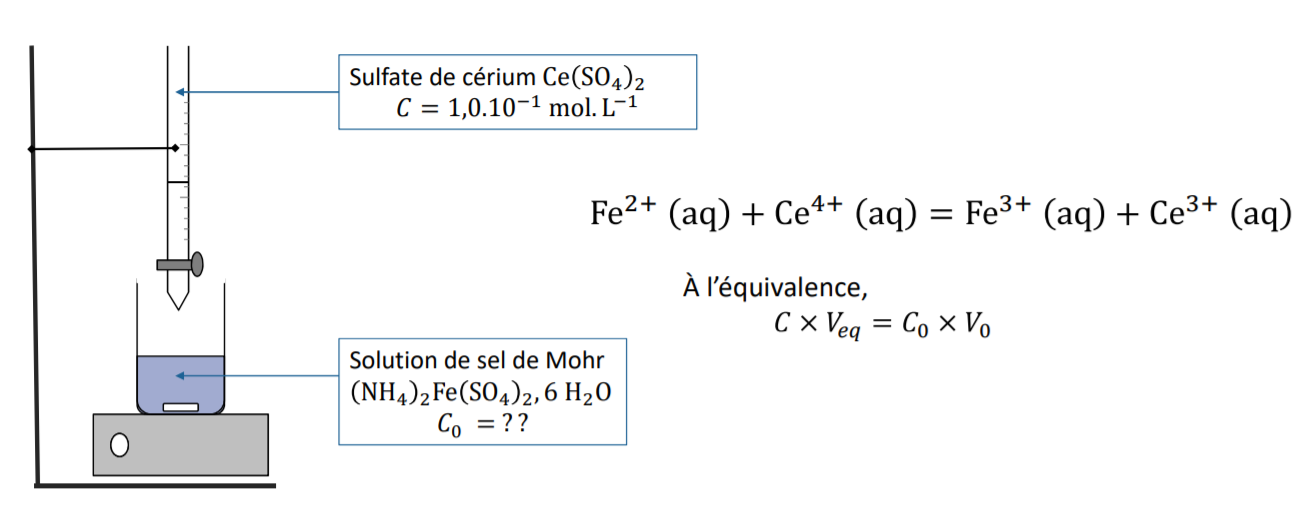 Sulfate de cérium Ce(SO₄)₂
C = 1,0.10⁻¹ mol. L⁻¹
Fe²⁺ (aq) + Ce⁴⁺ (aq) = Fe³⁺ (aq) + Ce³⁺ (aq)
À l’équivalence,
C × V_eq = C₀ × V₀
Solution de sel de Mohr
(NH₄)₂Fe(SO₄)₂, 6 H₂O
C₀ = ??